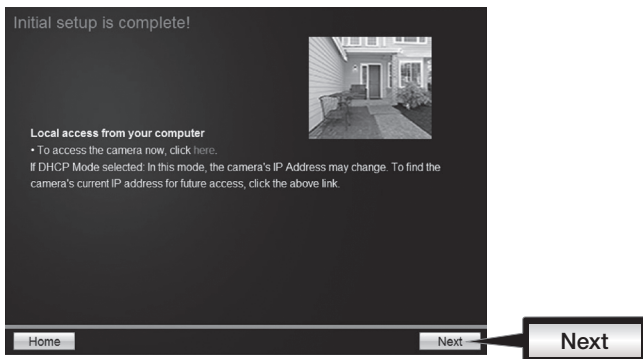 Initial setup is complete!
Local access from your computer
• To access the camera now, click here.
If DHCP Mode selected: In this mode, the camera's IP Address may change. To find the
camera's current IP address for future access, click the above link.
Home
Next
Next